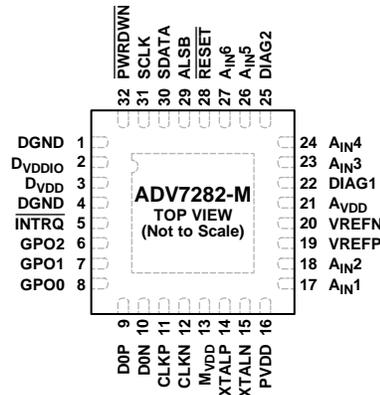 PWRDWN
SCLK
SDATA
ALSB
RESET
AIN6
AIN5
DIAG2
32 31 30 29 28 27 26 25
DGND 1
DVDDIO 2
DVDD 3
DGND 4
INTRQ 5
GPO2 6
GPO1 7
GPO0 8
ADV7282-M
TOP VIEW
(Not to Scale)
24 AIN4
23 AIN3
22 DIAG1
21 AVDD
20 VREFN
19 VREFP
18 AIN2
17 AIN1
9 10 11 12 13 14 15 16
D0P
D0N
CLKP
CLKN
MVDD
XTALP
XTALN
PVDD